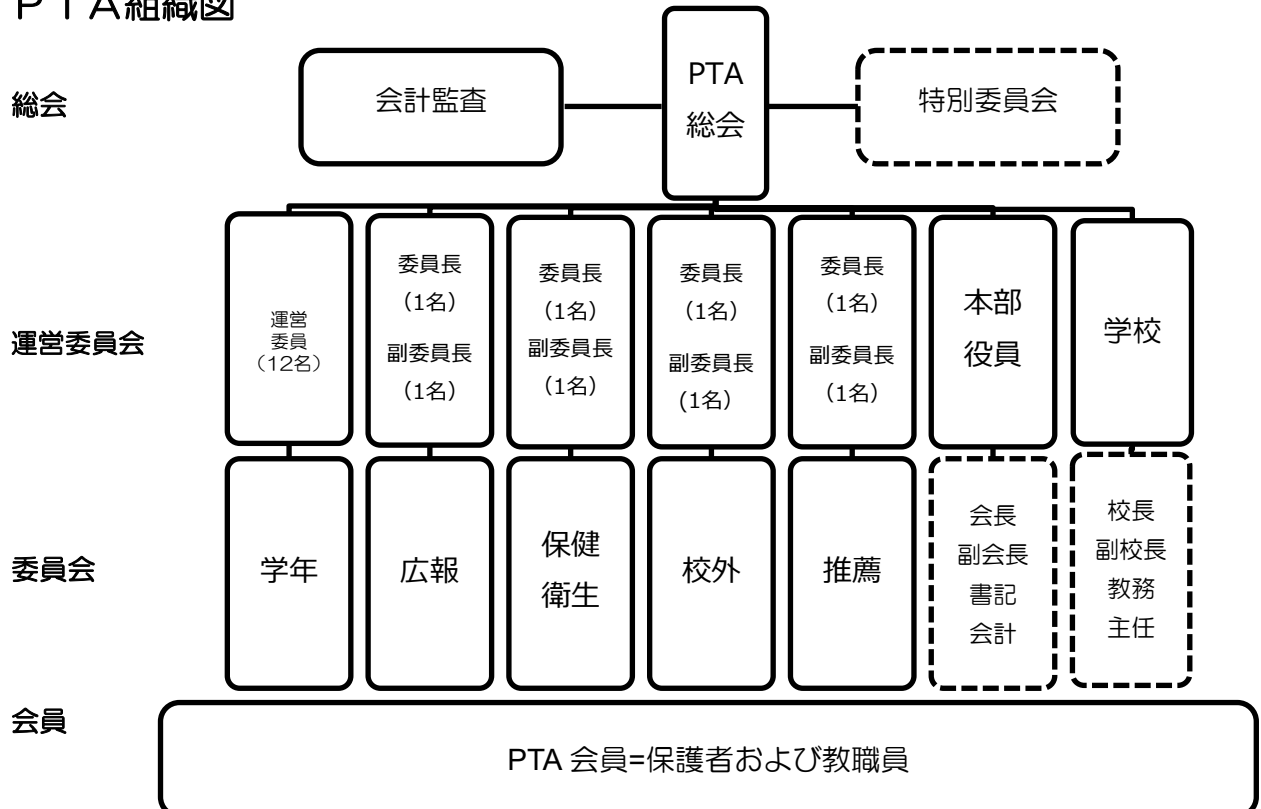 ＰＴＡ組織図
総会
会計監査
PTA
総会
特別委員会
運営委員会
運営
委員
（12名）
委員長
（1名）
副委員長
（1名）
委員長
（1名）
副委員長
（1名）
委員長
（1名）
副委員長
（1名）
委員長
（1名）
副委員長
（1名）
本部
役員
学校
委員会
学年
広報
保健
衛生
校外
推薦
会長
副会長
書記
会計
校長
副校長
教務
主任
会員
PTA 会員=保護者および教職員